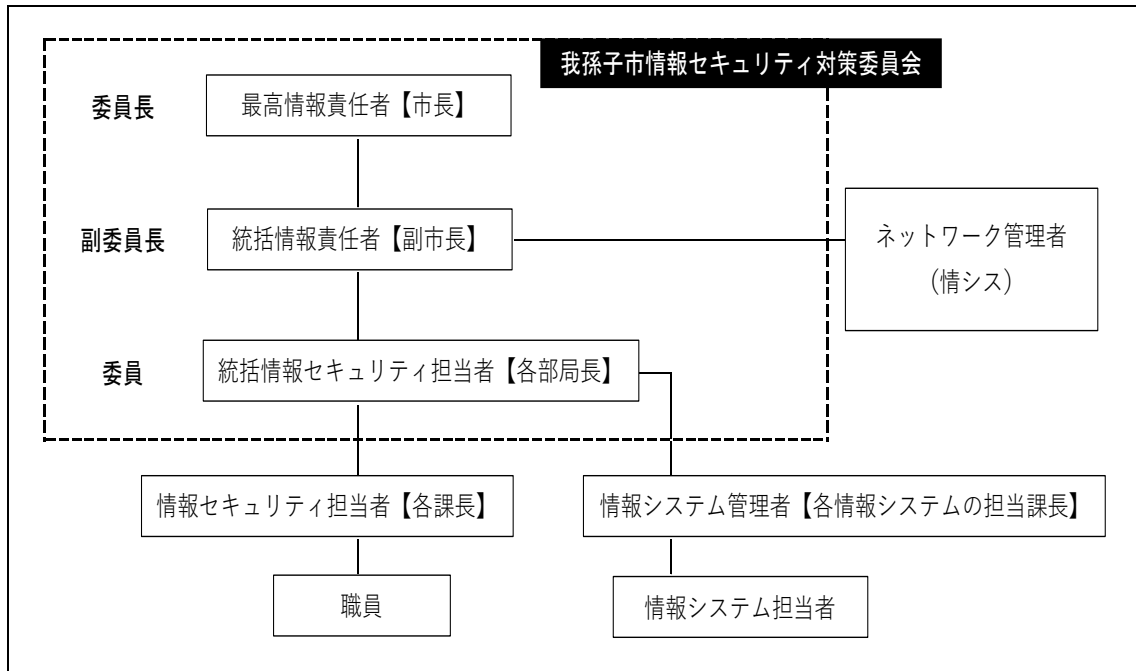 我孫子市情報セキュリティ対策委員会
委員長
最高情報責任者【市長】
副委員長
統括情報責任者【副市長】
ネットワーク管理者
(情シス)
委員
統括情報セキュリティ担当者【各部局長】
情報セキュリティ担当者【各課長】
情報システム管理者【各情報システムの担当課長】
職員
情報システム担当者